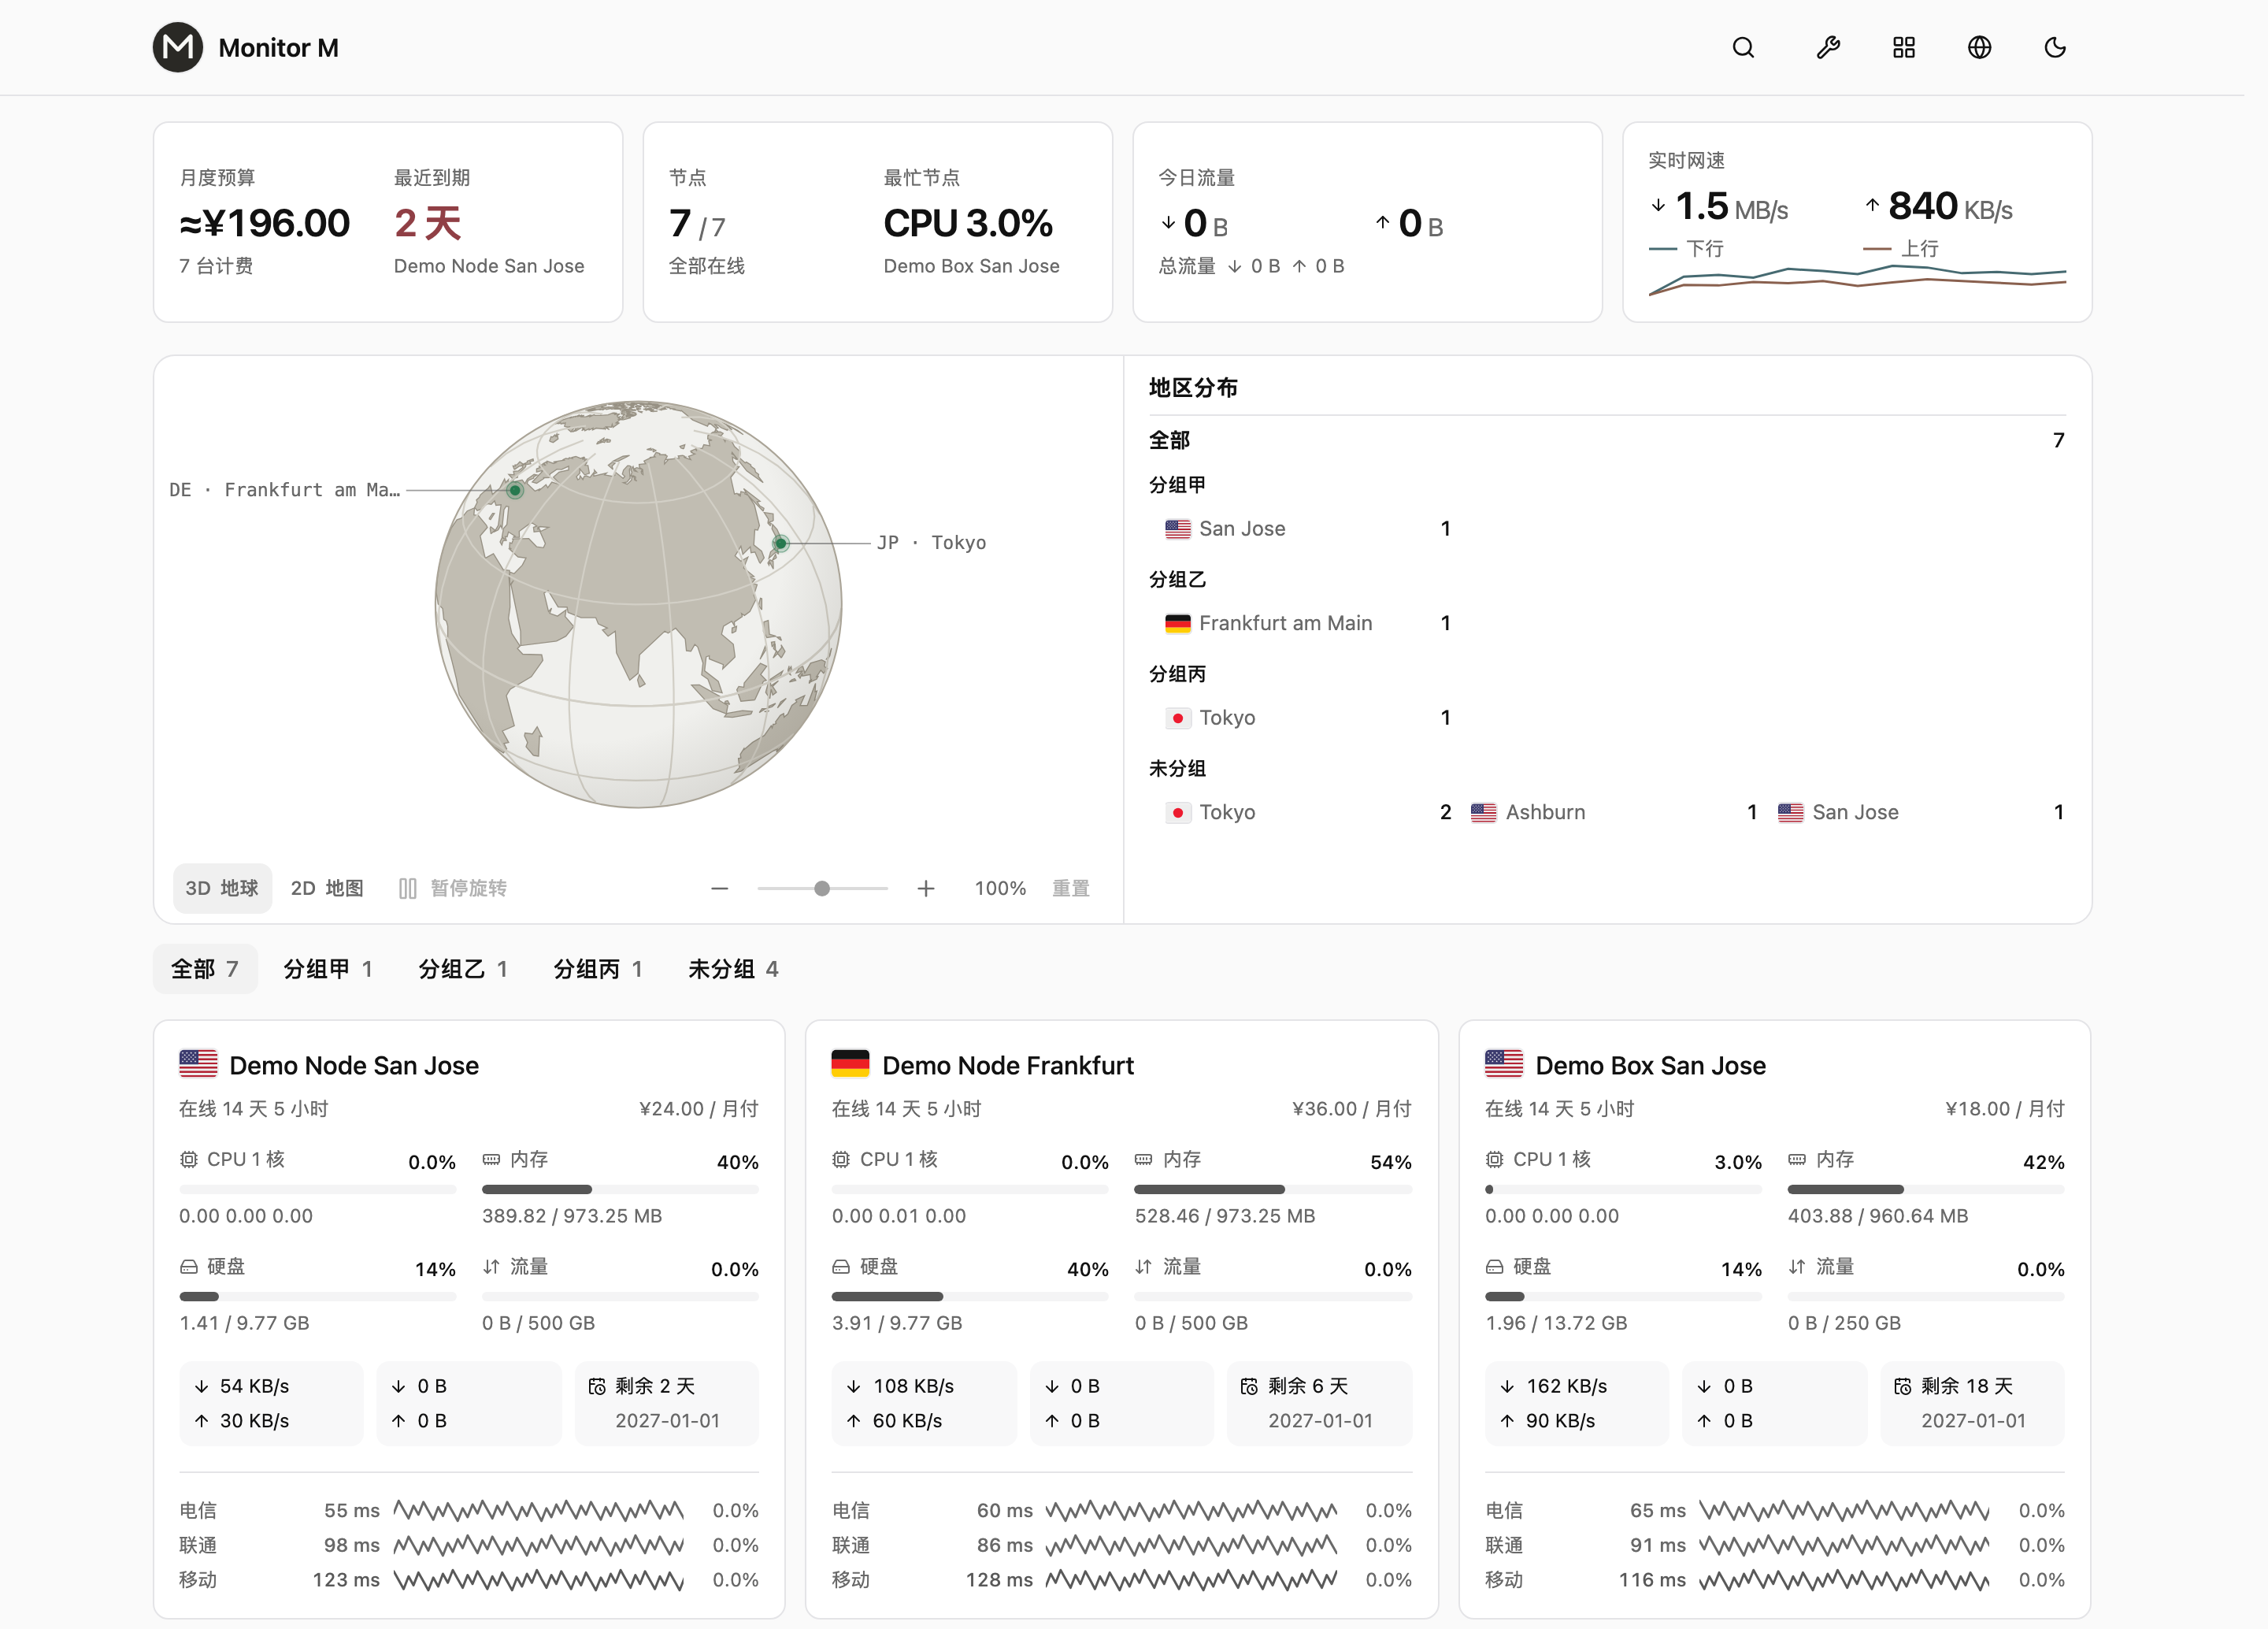 Monitor M
月度预算
≈¥196.00
7 台计费
最近到期
2 天
Demo Node San Jose
节点
7 / 7
全部在线
最忙节点
CPU 3.0%
Demo Box San Jose
今日流量
↓ 0 B ↑ 0 B
总流量 ↓ 0 B ↑ 0 B
实时网速
↓ 1.5 MB/s ↑ 840 KB/s
下行 上行
DE · Frankfurt am Ma…
JP · Tokyo
3D 地球 2D 地图 暂停旋转 − + 100% 重置
地区分布
全部 7
分组甲
San Jose 1
分组乙
Frankfurt am Main 1
分组丙
Tokyo 1
未分组
Tokyo 2 Ashburn 1 San Jose 1
全部 7 分组甲 1 分组乙 1 分组丙 1 未分组 4
Demo Node San Jose
在线 14 天 5 小时 ¥24.00 / 月付
CPU 1 核 0.0% 内存 40%
0.00 0.00 0.00 389.82 / 973.25 MB
硬盘 14% 流量 0.0%
1.41 / 9.77 GB 0 B / 500 GB
↓ 54 KB/s ↓ 0 B 剩余 2 天
↑ 30 KB/s ↑ 0 B 2027-01-01
电信 55 ms 0.0%
联通 98 ms 0.0%
移动 123 ms 0.0%
Demo Node Frankfurt
在线 14 天 5 小时 ¥36.00 / 月付
CPU 1 核 0.0% 内存 54%
0.00 0.01 0.00 528.46 / 973.25 MB
硬盘 40% 流量 0.0%
3.91 / 9.77 GB 0 B / 500 GB
↓ 108 KB/s ↓ 0 B 剩余 6 天
↑ 60 KB/s ↑ 0 B 2027-01-01
电信 60 ms 0.0%
联通 86 ms 0.0%
移动 128 ms 0.0%
Demo Box San Jose
在线 14 天 5 小时 ¥18.00 / 月付
CPU 1 核 3.0% 内存 42%
0.00 0.00 0.00 403.88 / 960.64 MB
硬盘 14% 流量 0.0%
1.96 / 13.72 GB 0 B / 250 GB
↓ 162 KB/s ↓ 0 B 剩余 18 天
↑ 90 KB/s ↑ 0 B 2027-01-01
电信 65 ms 0.0%
联通 91 ms 0.0%
移动 116 ms 0.0%